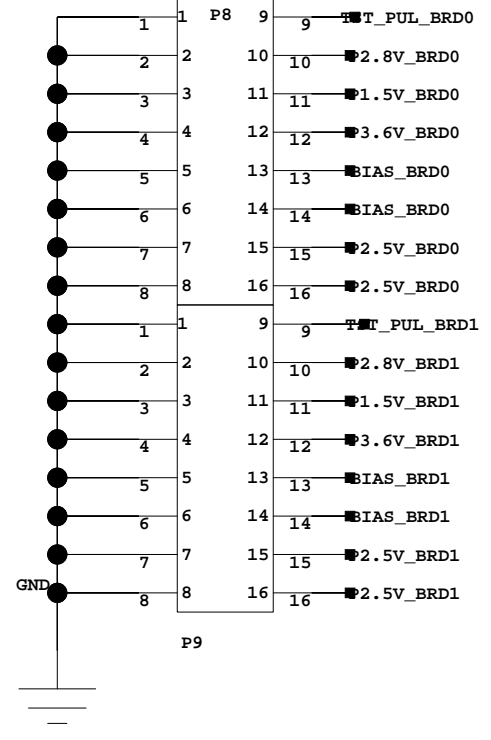 1 1 P8 9 9 TST_PUL_BRD0
2 2 10 10 P2.8V_BRD0
3 3 11 11 P1.5V_BRD0
4 4 12 12 P3.6V_BRD0
5 5 13 13 BIAS_BRD0
6 6 14 14 BIAS_BRD0
7 7 15 15 P2.5V_BRD0
8 8 16 16 P2.5V_BRD0
1 1 9 9 TST_PUL_BRD1
2 2 10 10 P2.8V_BRD1
3 3 11 11 P1.5V_BRD1
4 4 12 12 P3.6V_BRD1
5 5 13 13 BIAS_BRD1
6 6 14 14 BIAS_BRD1
7 7 15 15 P2.5V_BRD1
GND 8 8 16 16 P2.5V_BRD1
P9